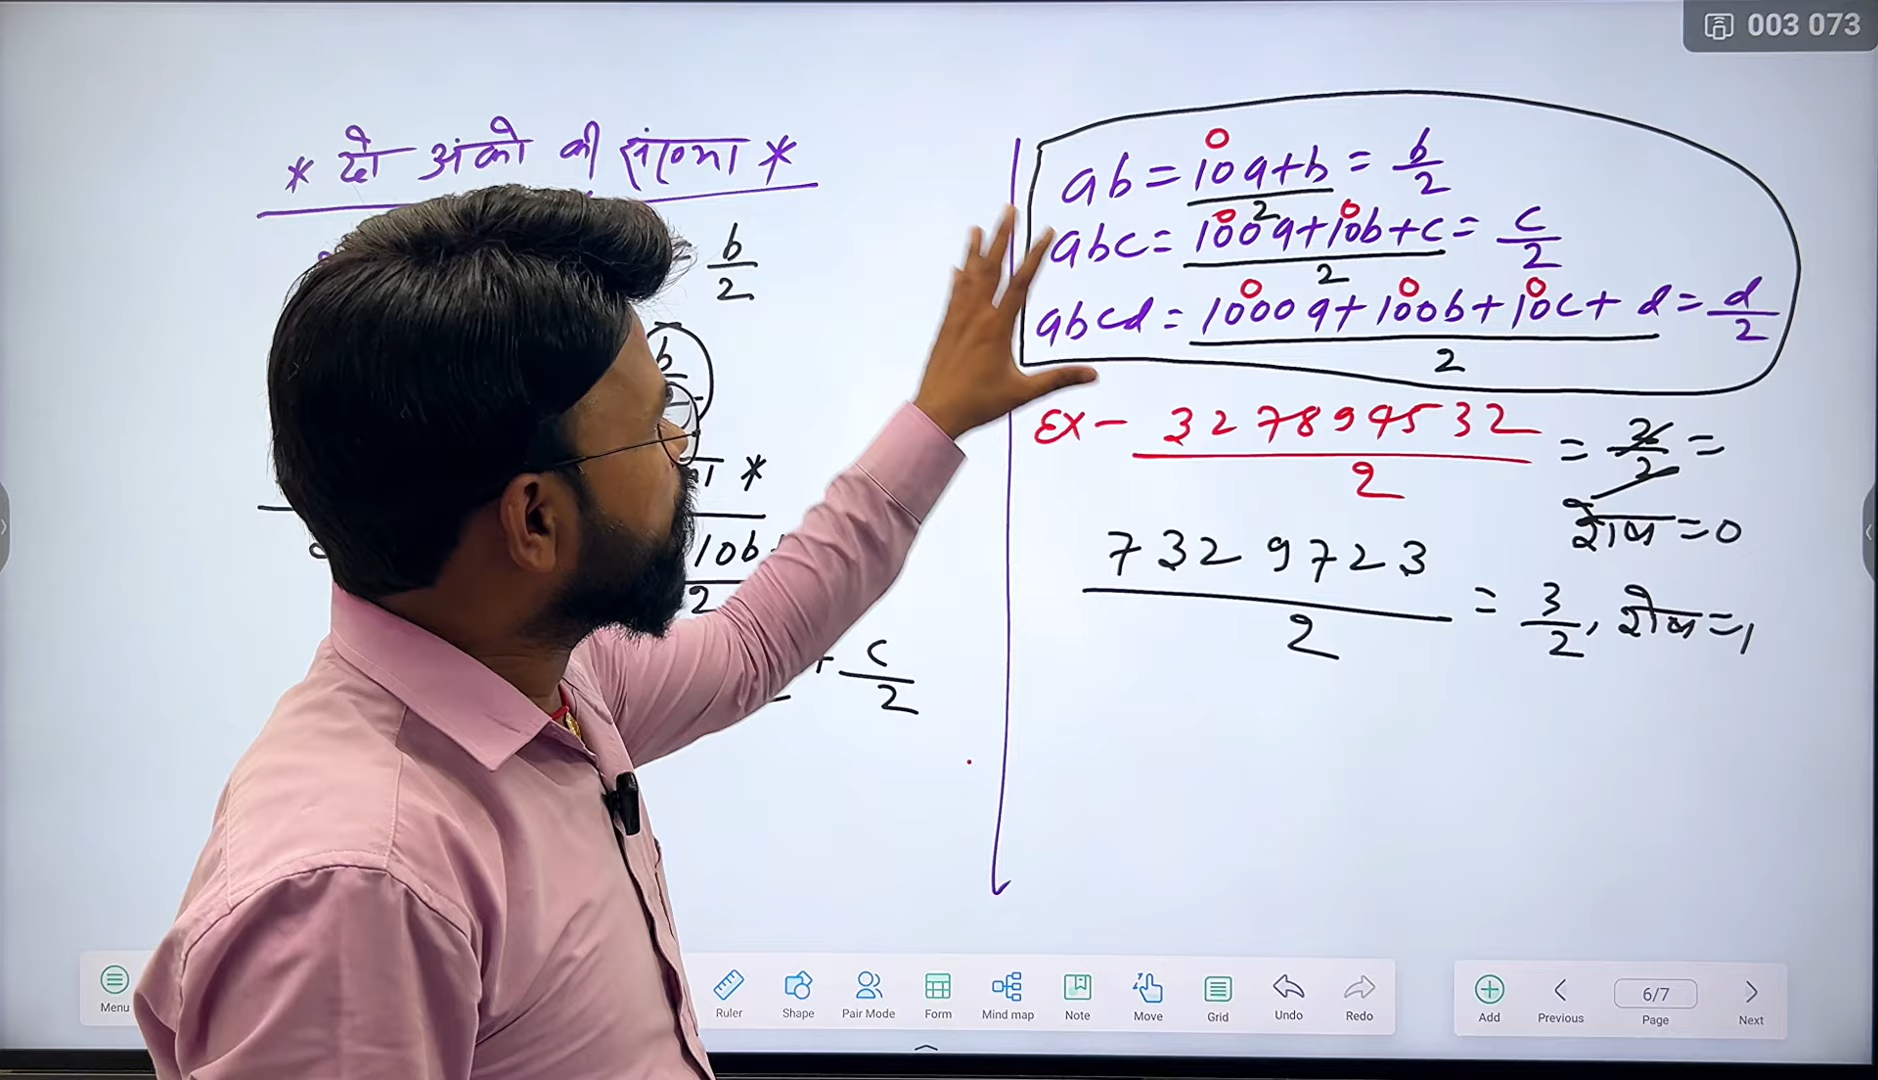 003 073
* दो अंको की संख्या *
= b/2
b
*
10b
2
+ c/2
ab = 10a+b/2 = b/2
abc = 100a+10b+c/2 = c/2
abcd = 1000a+100b+10c+d/2 = d/2
Ex - 3278994532/2 = 2/2 =
शेष = 0
7329723/2 = 3/2, शेष = 1
Menu Ruler Shape Pair Mode Form Mind map Note Move Grid Undo Redo Add Previous 6/7 Page Next